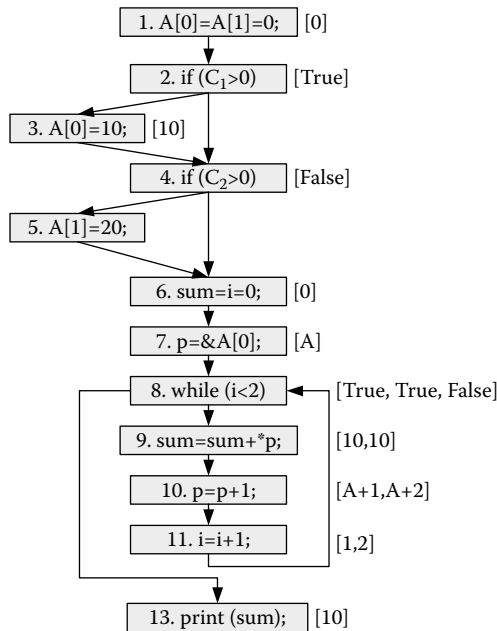 1. A[0]=A[1]=0; [0]
2. if (C₁>0) [True]
3. A[0]=10; [10]
4. if (C₂>0) [False]
5. A[1]=20;
6. sum=i=0; [0]
7. p=&A[0]; [A]
8. while (i<2) [True, True, False]
9. sum=sum+*p; [10,10]
10. p=p+1; [A+1,A+2]
11. i=i+1; [1,2]
13. print (sum); [10]